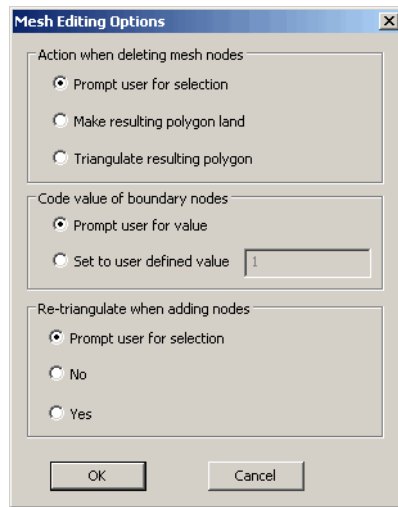 Mesh Editing Options
Action when deleting mesh nodes
Prompt user for selection
Make resulting polygon land
Triangulate resulting polygon
Code value of boundary nodes
Prompt user for value
Set to user defined value 1
Re-triangulate when adding nodes
Prompt user for selection
No
Yes
OK Cancel